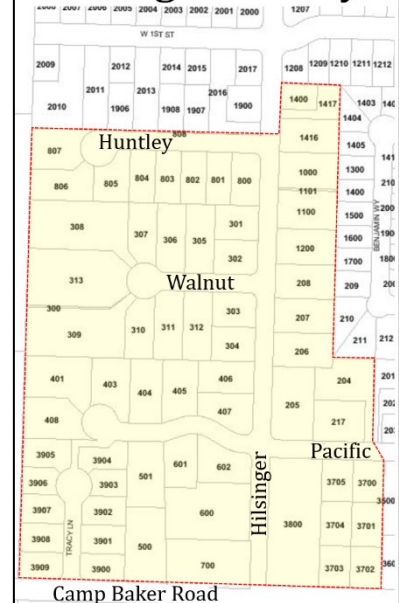 2008 2007 2006 2005 2004 2003 2002 2001 2000 1207
W 1ST ST
2009 2012 2014 2015 2017 1208 1209 1210 1211 1212
2011 2013 2016
2010 1906 1908 1907 1900
1400 1417 1403
1404
808
Huntley
807 1416 1405
804 803 802 801 800 1000 1300
806 805 1101 1400
308 307 306 305 301 1100 1500
302 1200 1600
BENJAMIN WY
313 Walnut 208 1700
209
300 303 207 210
309 310 311 312 304 206 211 212
401 403 404 405 406 204 201
408 407 205 217
Pacific
3905 3904 601 602 3705 3700
3906 3903 501 3500
3907 3902 600 Hilsinger 3800 3704 3701
3908 TRACY LN 3901
3909 3900 500 700 3703 3702
Camp Baker Road